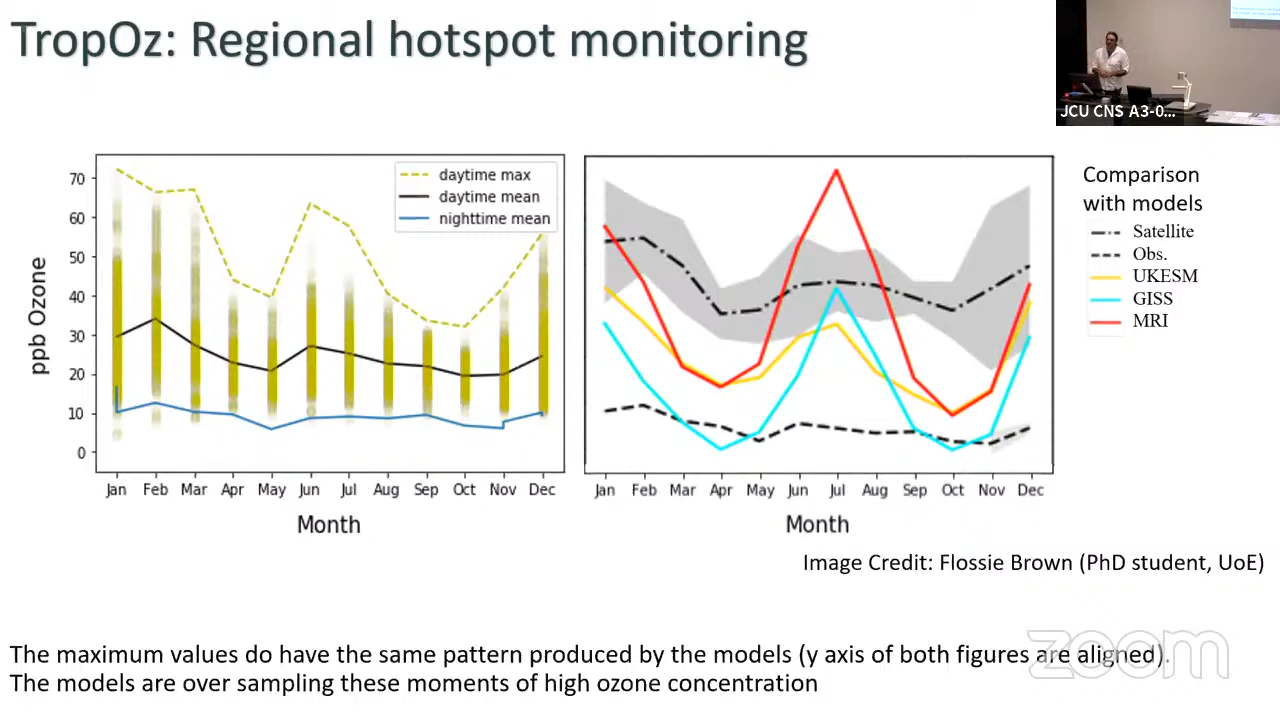 TropOz: Regional hotspot monitoring
JCU CNS A3-0...
ppb Ozone
70
60
50
40
30
20
10
0
daytime max
daytime mean
nighttime mean
Jan Feb Mar Apr May Jun Jul Aug Sep Oct Nov Dec
Month
Jan Feb Mar Apr May Jun Jul Aug Sep Oct Nov Dec
Month
Comparison
with models
Satellite
Obs.
UKESM
GISS
MRI
Image Credit: Flossie Brown (PhD student, UoE)
The maximum values do have the same pattern produced by the models (y axis of both figures are aligned).
The models are over sampling these moments of high ozone concentration
zoom